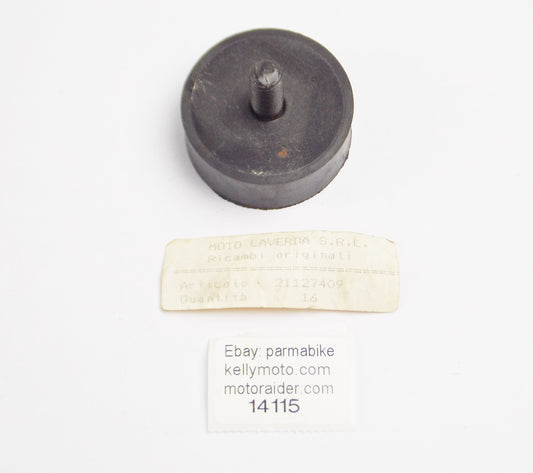 MOTO LAVERDA S.R.L.
Ricambi originali
Articolo · 21127409
Quantità 16
Ebay: parmabike
kellymoto.com
motoraider.com
14115